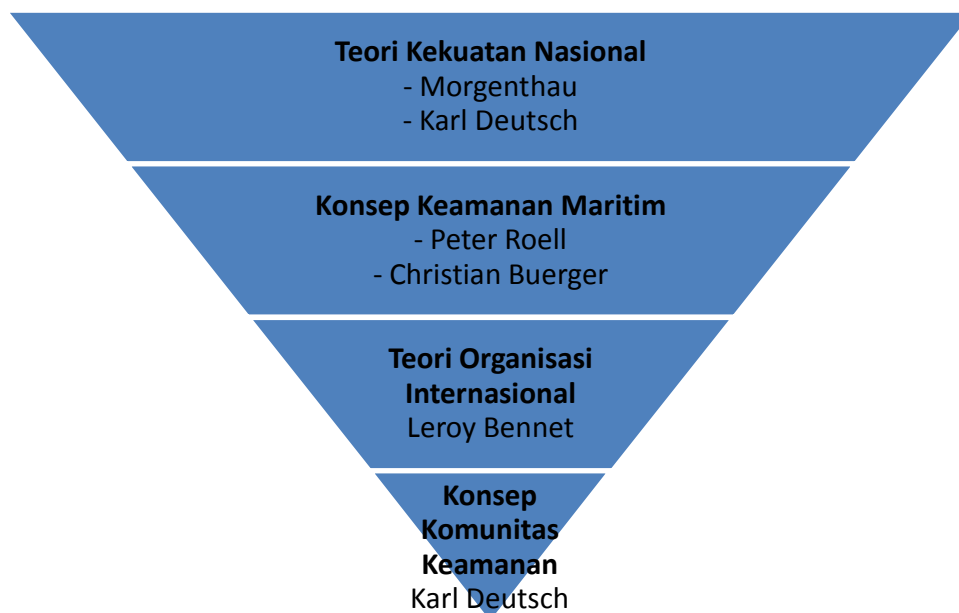 Teori Kekuatan Nasional
- Morgenthau
- Karl Deutsch
Konsep Keamanan Maritim
- Peter Roell
- Christian Buerger
Teori Organisasi
Internasional
Leroy Bennet
Konsep
Komunitas
Keamanan
Karl Deutsch